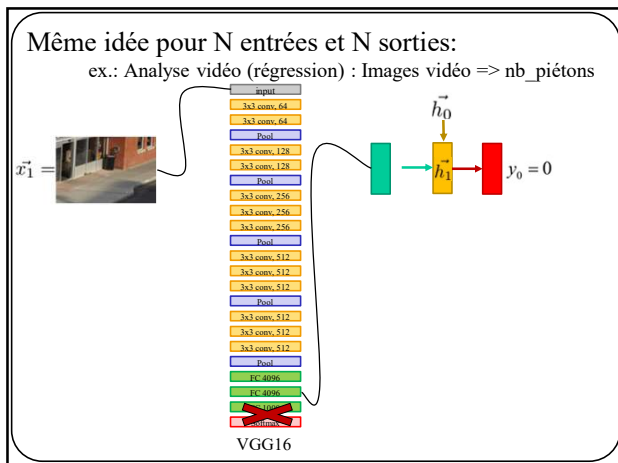 Même idée pour N entrées et N sorties:
ex.: Analyse vidéo (régression) : Images vidéo => nb_piétons
input
3x3 conv, 64
3x3 conv, 64
Pool
3x3 conv, 128
3x3 conv, 128
Pool
3x3 conv, 256
3x3 conv, 256
3x3 conv, 256
Pool
3x3 conv, 512
3x3 conv, 512
3x3 conv, 512
Pool
3x3 conv, 512
3x3 conv, 512
3x3 conv, 512
Pool
FC 4096
FC 4096
VGG16
x⃗₁ =
h⃗₀
h⃗₁
y₀ = 0